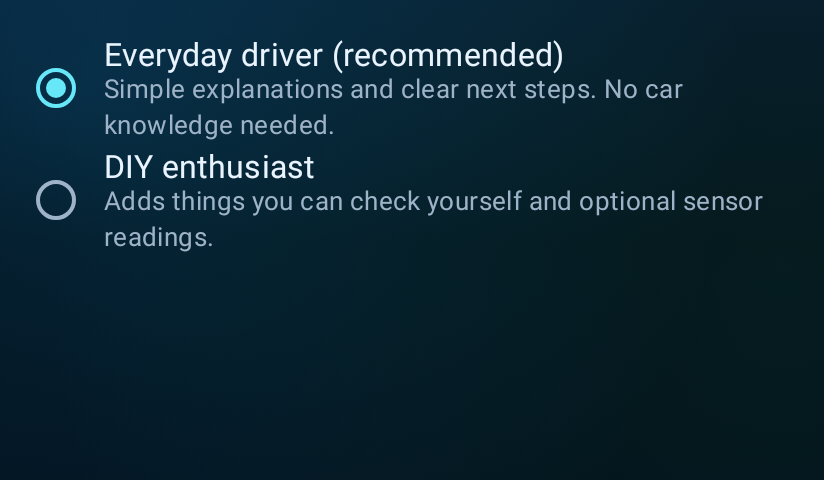 Everyday driver (recommended)
Simple explanations and clear next steps. No car
knowledge needed.
DIY enthusiast
Adds things you can check yourself and optional sensor
readings.